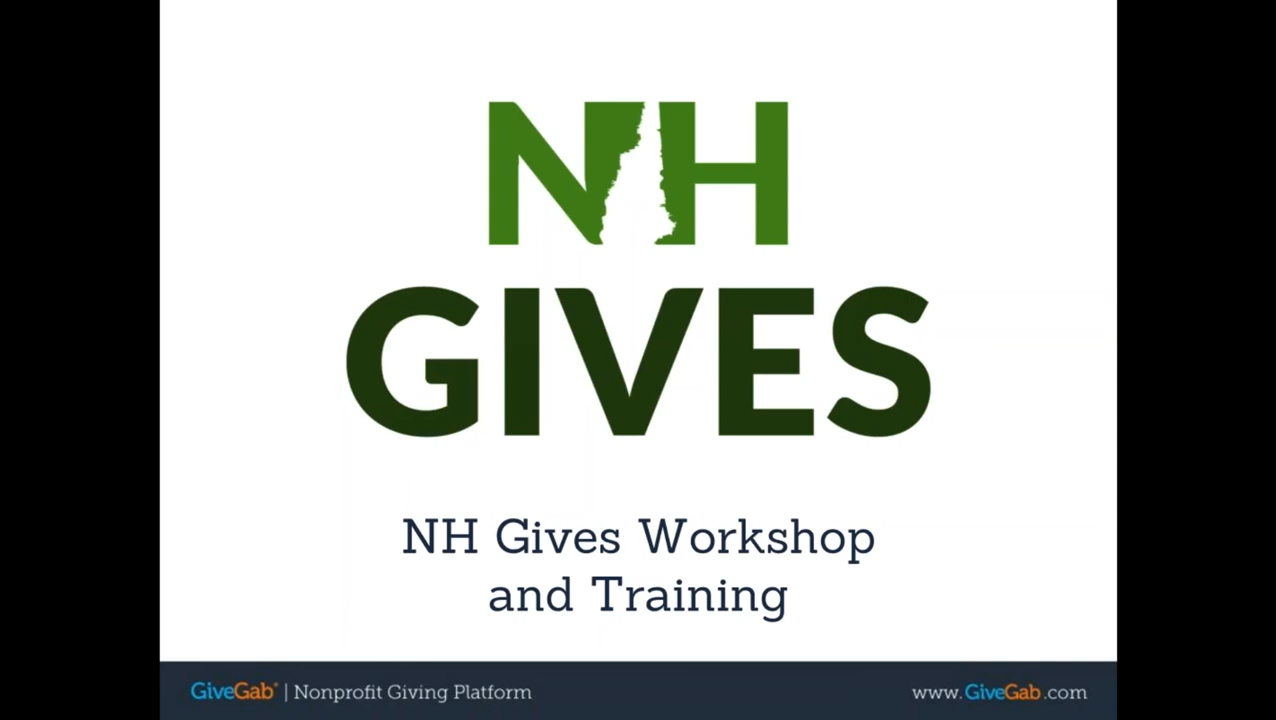 NH
GIVES
NH Gives Workshop
and Training
GiveGab® | Nonprofit Giving Platform
www.GiveGab.com